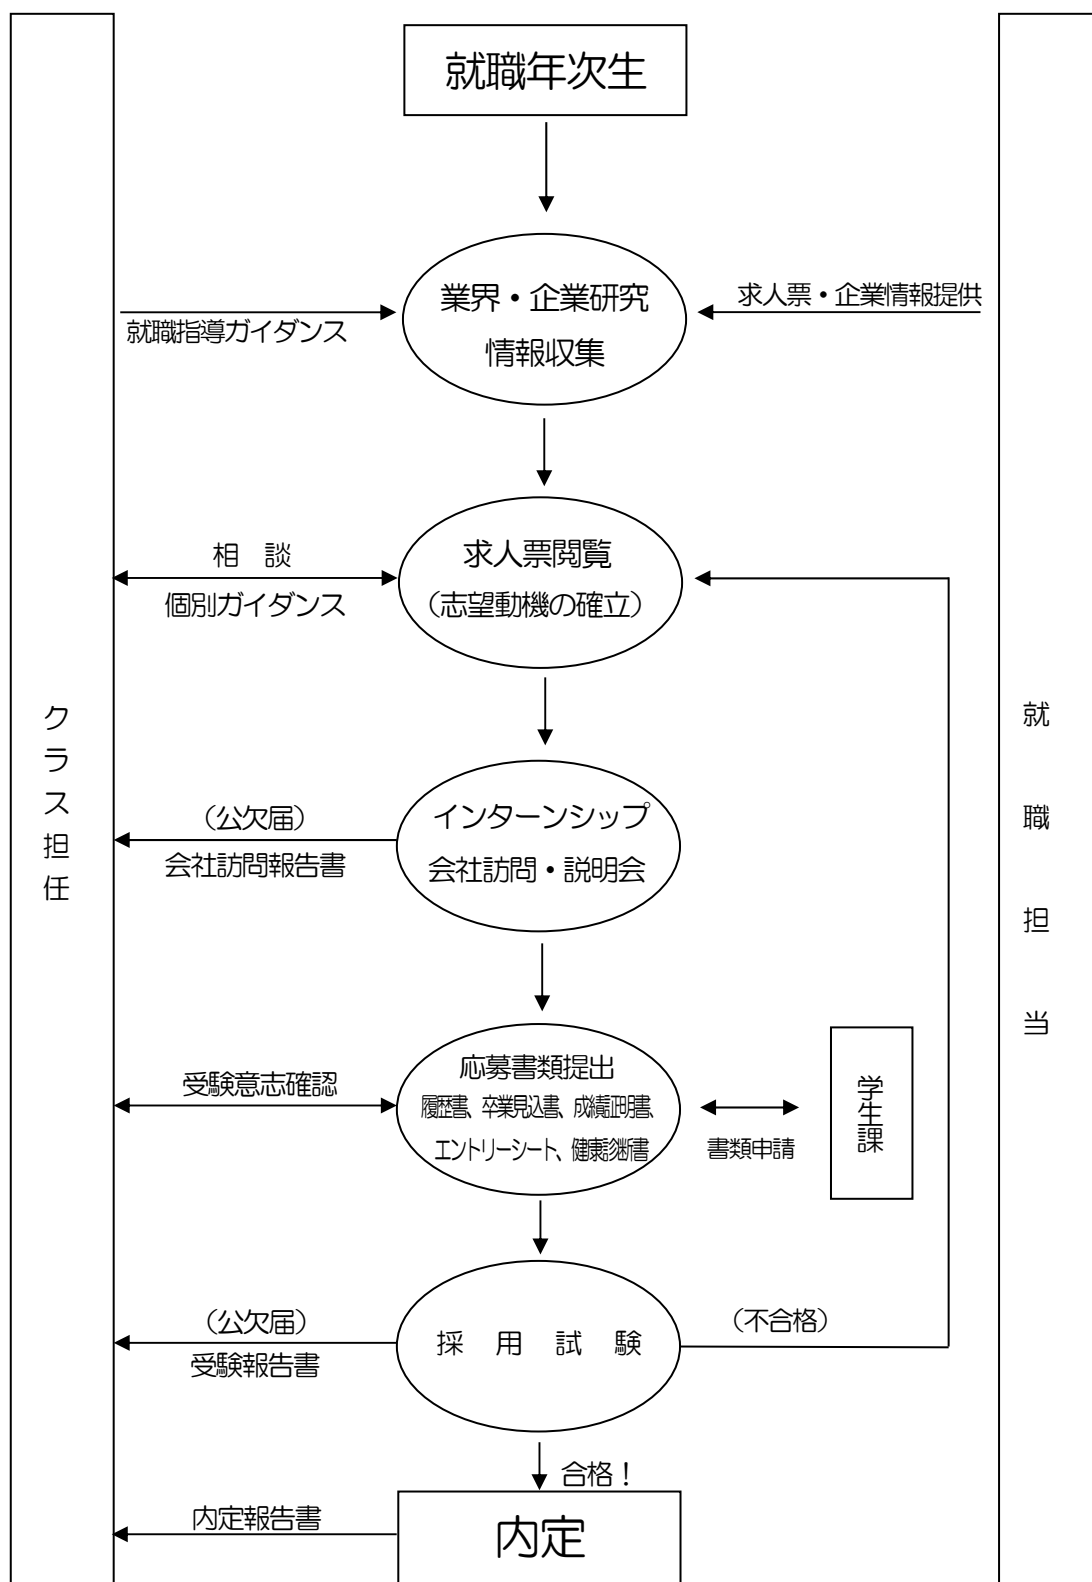 就職年次生
業界・企業研究
情報収集
就職指導ガイダンス
求人票・企業情報提供
求人票閲覧
(志望動機の確立)
相 談
個別ガイダンス
クラス担任
就職担当
インターンシップ
会社訪問・説明会
(公欠届)
会社訪問報告書
応募書類提出
履歴書、卒業見込書、成績証明書、
エントリーシート、健康診断書
受験意志確認
書類申請
学生課
採 用 試 験
(公欠届)
受験報告書
(不合格)
合格!
内定
内定報告書